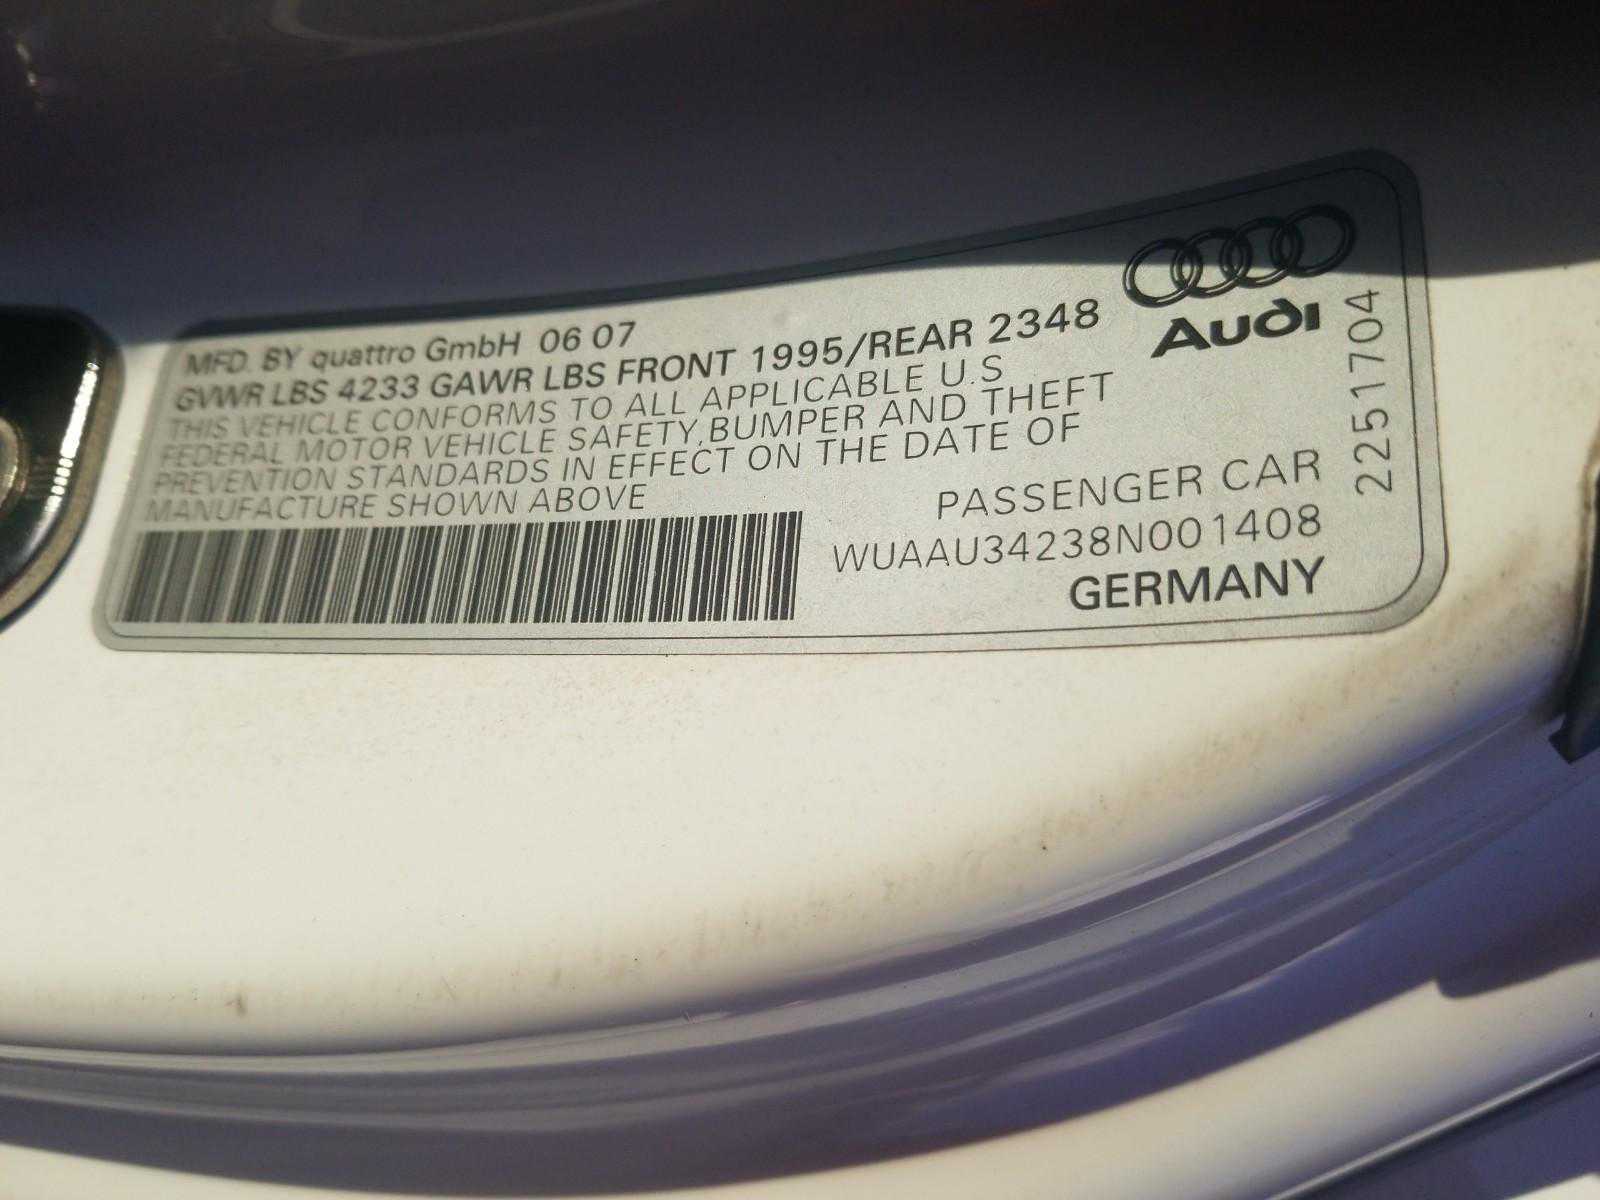 MFD. BY quattro GmbH 06 07
GVWR LBS 4233 GAWR LBS FRONT 1995/REAR 2348
THIS VEHICLE CONFORMS TO ALL APPLICABLE U.S
FEDERAL MOTOR VEHICLE SAFETY,BUMPER AND THEFT
PREVENTION STANDARDS IN EFFECT ON THE DATE OF
MANUFACTURE SHOWN ABOVE
PASSENGER CAR
WUAAU34238N001408
GERMANY
Audi
2251704